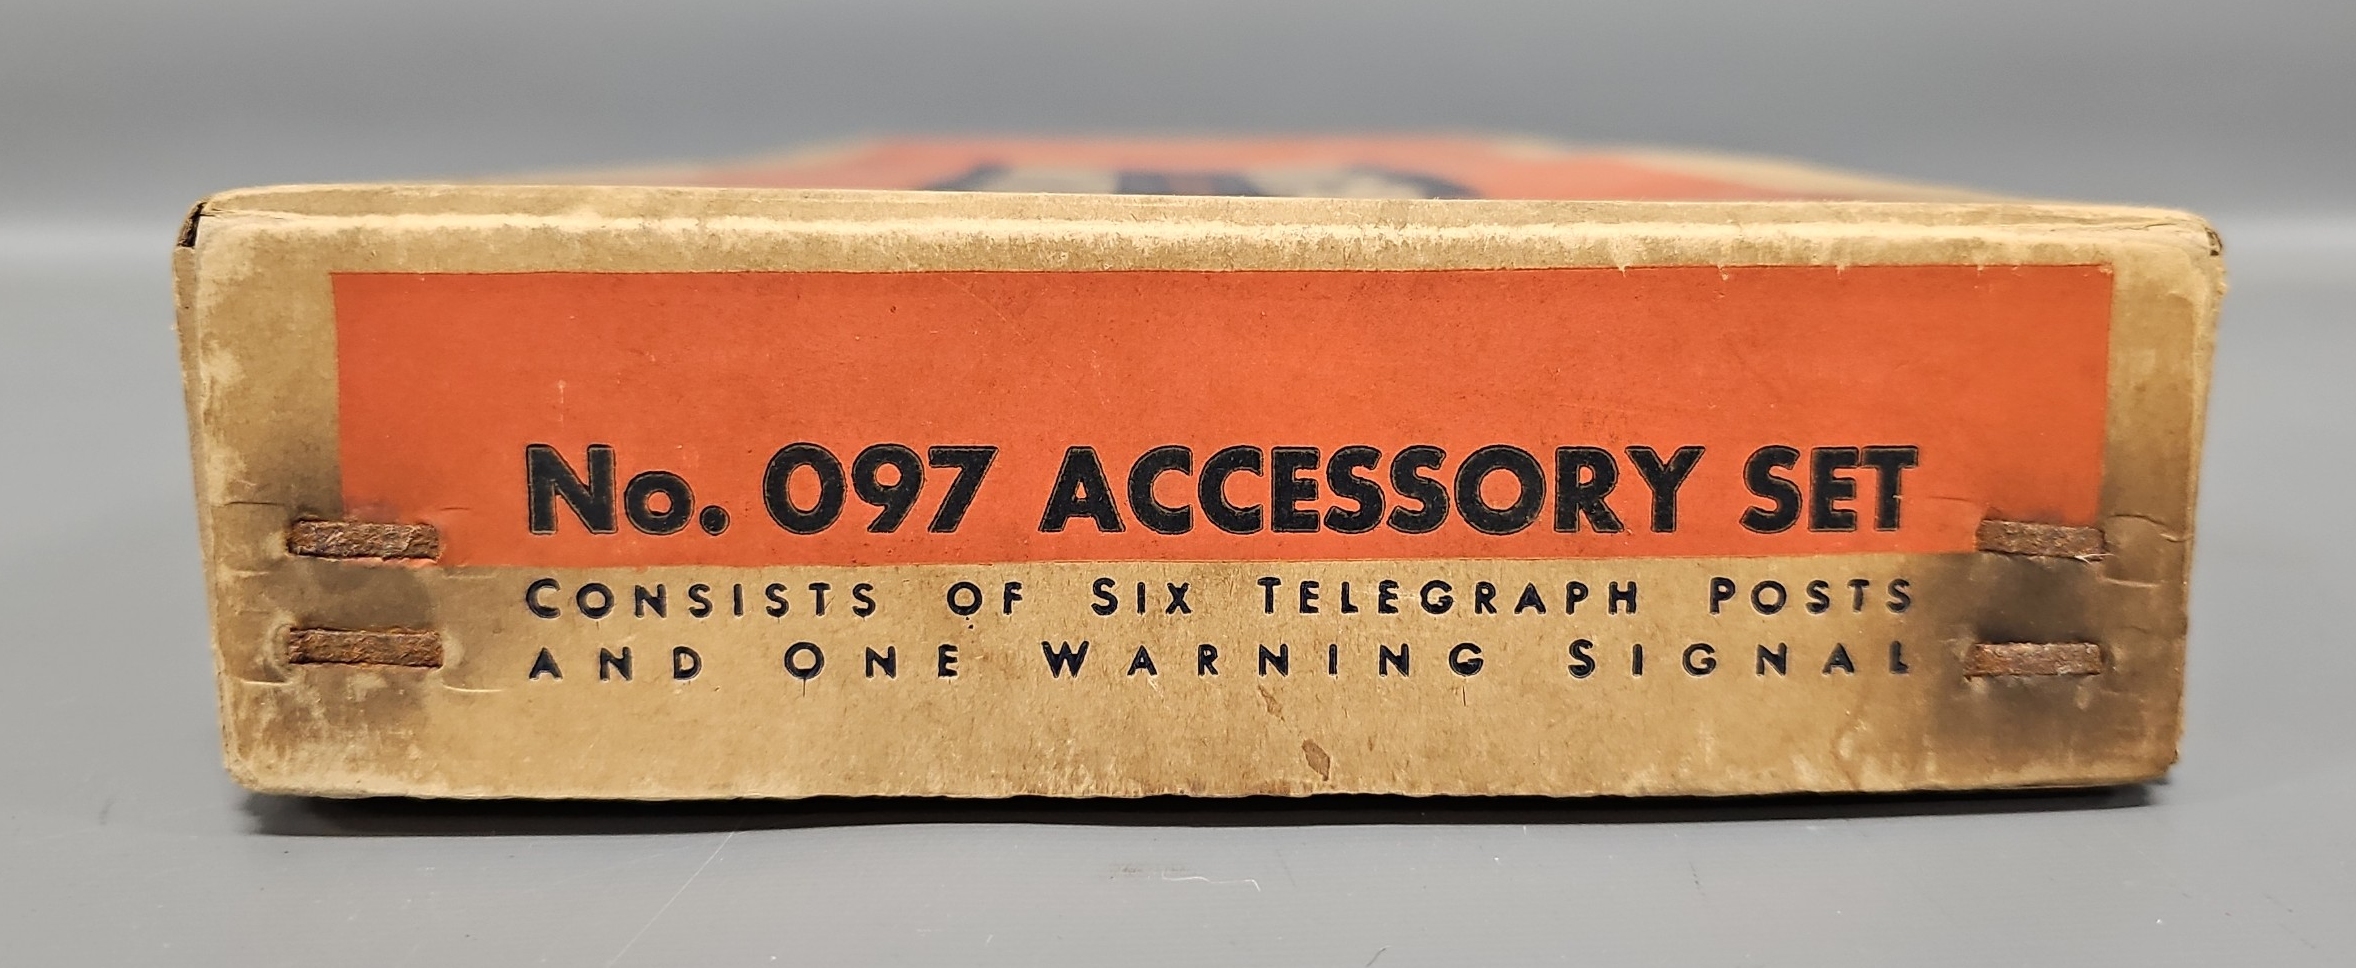 No. 097 ACCESSORY SET
CONSISTS OF SIX TELEGRAPH POSTS
AND ONE WARNING SIGNAL